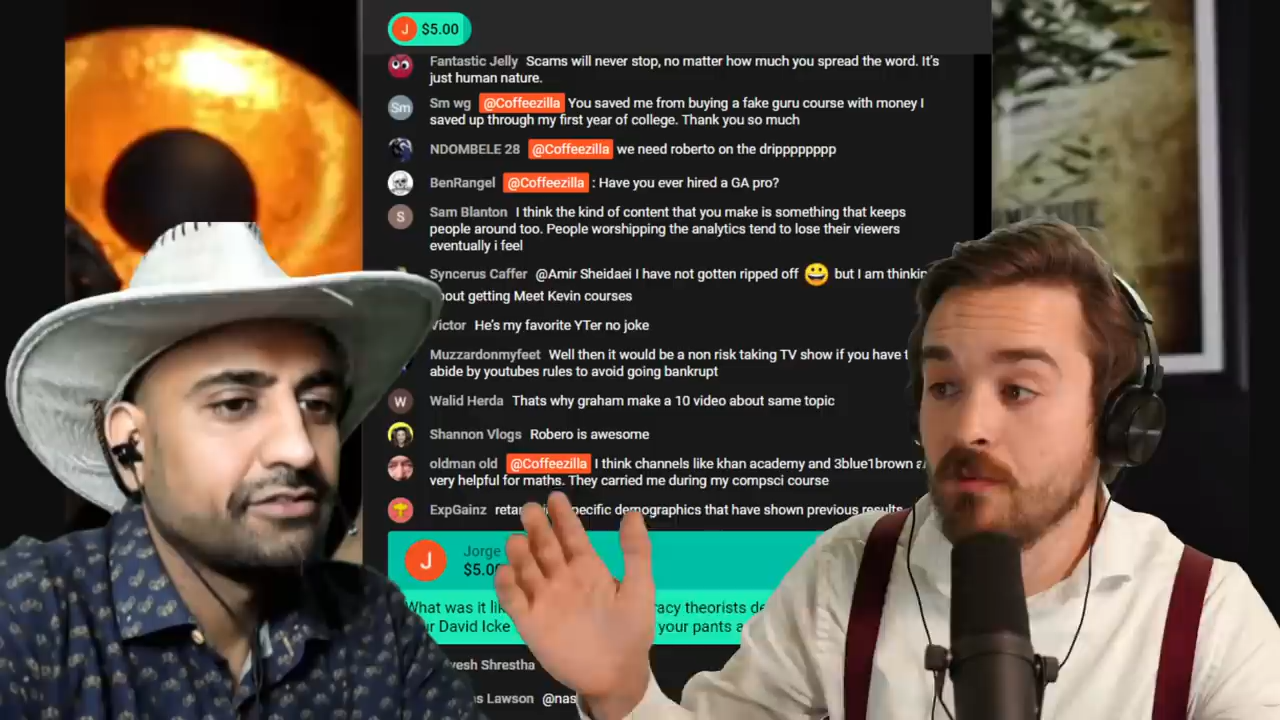 J $5.00
Fantastic Jelly Scams will never stop, no matter how much you spread the word. It's
just human nature.
Sm Sm wg @Coffeezilla You saved me from buying a fake guru course with money I
saved up through my first year of college. Thank you so much
NDOMBELE 28 @Coffeezilla we need roberto on the dripppppppp
BenRangel @Coffeezilla : Have you ever hired a GA pro?
S Sam Blanton I think the kind of content that you make is something that keeps
people around too. People worshipping the analytics tend to lose their viewers
eventually i feel
Syncerus Caffer @Amir Sheidaei I have not gotten ripped off 😀 but I am
about getting Meet Kevin courses
Victor He's my favorite YTer no joke
Muzzardonmyfeet Well then it would be a non risk taking TV show if you have
abide by youtubes rules to avoid going bankrupt
W Walid Herda Thats why graham make a 10 video about same topic
Shannon Vlogs Robero is awesome
oldman old @Coffeezilla I think channels like khan academy and 3blue1brown
very helpful for maths. They carried me during my compsci course
ExpGainz demographics that have shown previous results
J Jorge
$5.00
What was it theorists
David Icke your pants
Shrestha
Lawson